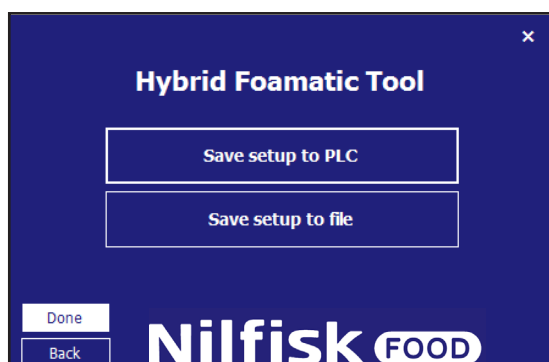 ×
Hybrid Foamatic Tool
Save setup to PLC
Save setup to file
Done
Back
Nilfisk FOOD